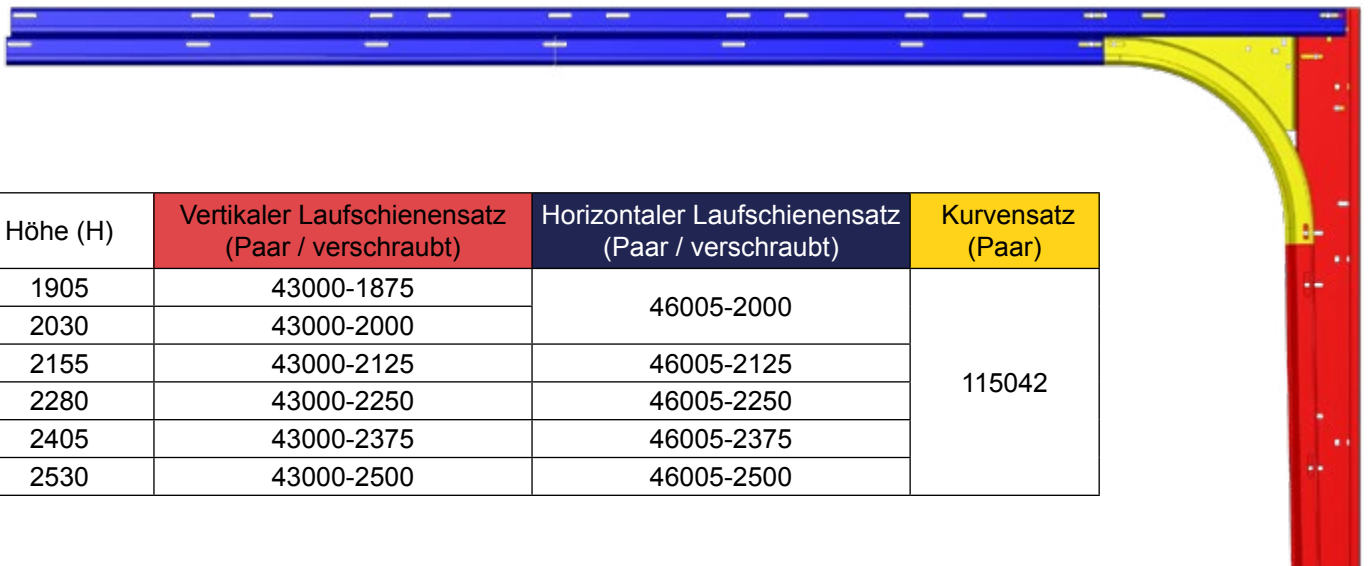 Höhe (H) Vertikaler Laufschienensatz (Paar / verschraubt) Horizontaler Laufschienensatz (Paar / verschraubt) Kurvensatz (Paar)
1905 43000-1875 46005-2000 115042
2030 43000-2000
2155 43000-2125 46005-2125
2280 43000-2250 46005-2250
2405 43000-2375 46005-2375
2530 43000-2500 46005-2500